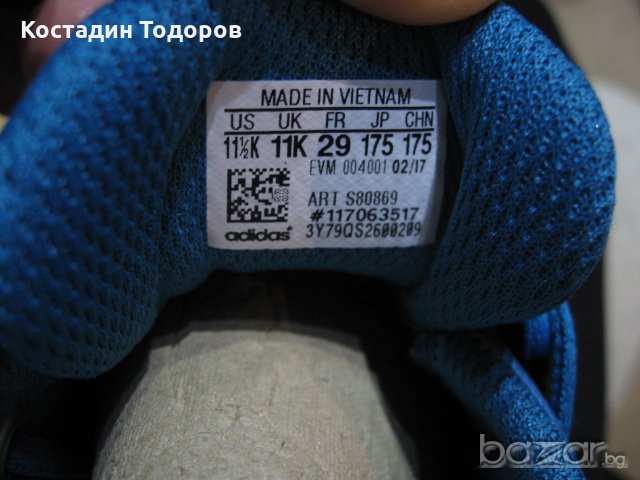 Костадин Тодоров
MADE IN VIETNAM
US UK FR JP CHN
11½K 11K 29 175 175
EVM 004001 02/17
ART S80869
#117063517
adidas® 3Y79QS2600209
bazar.bg